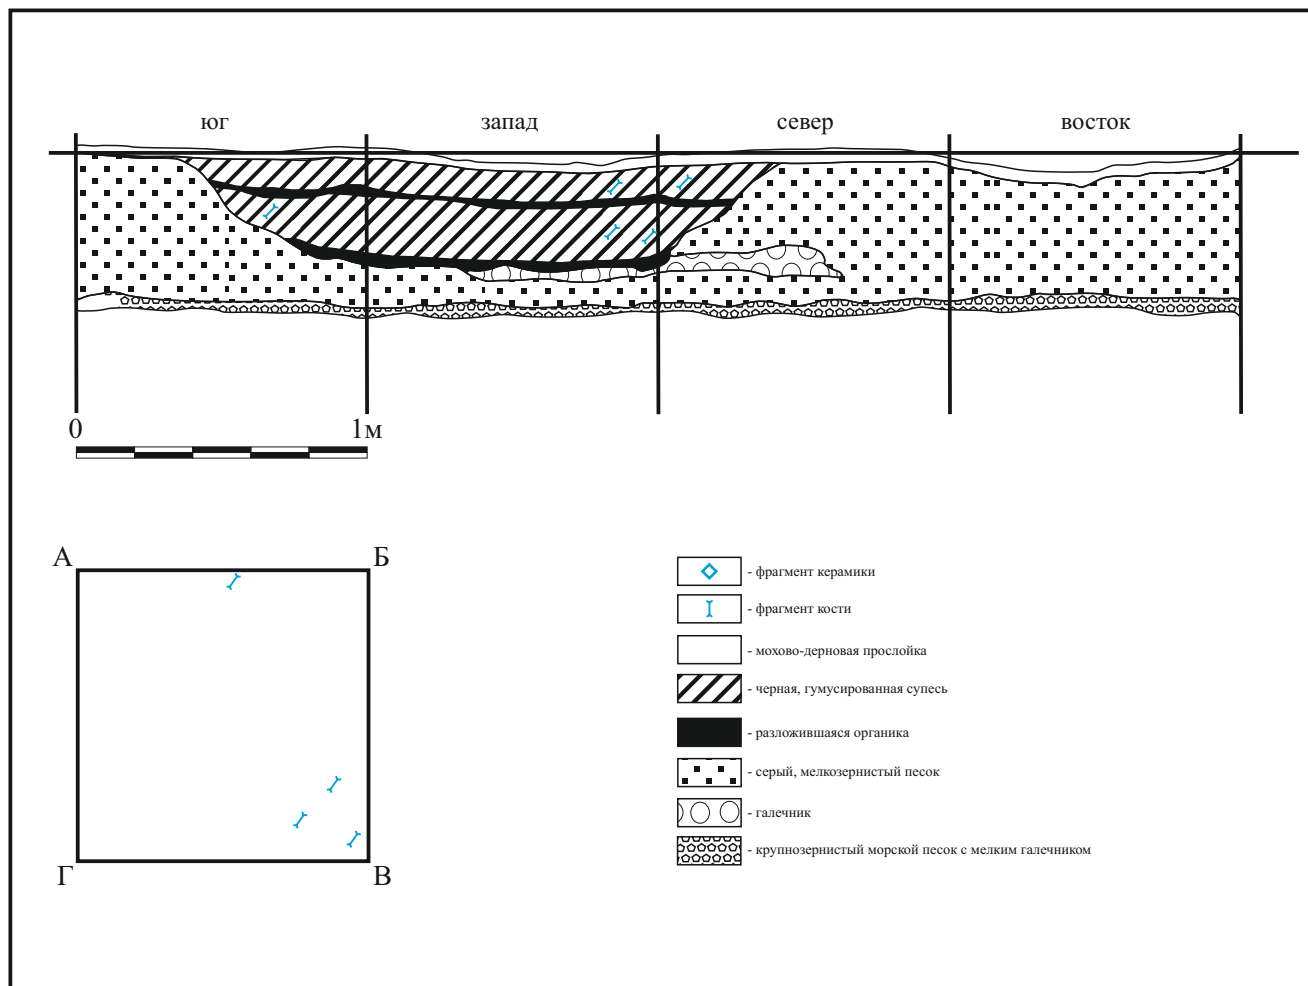 юг запад север восток
0 1м
А Б
Г В
- фрагмент керамики
- фрагмент кости
- мохово-дерновая прослойка
- черная, гумусированная супесь
- разложившаяся органика
- серый, мелкозернистый песок
- галечник
- крупнозернистый морской песок с мелким галечником